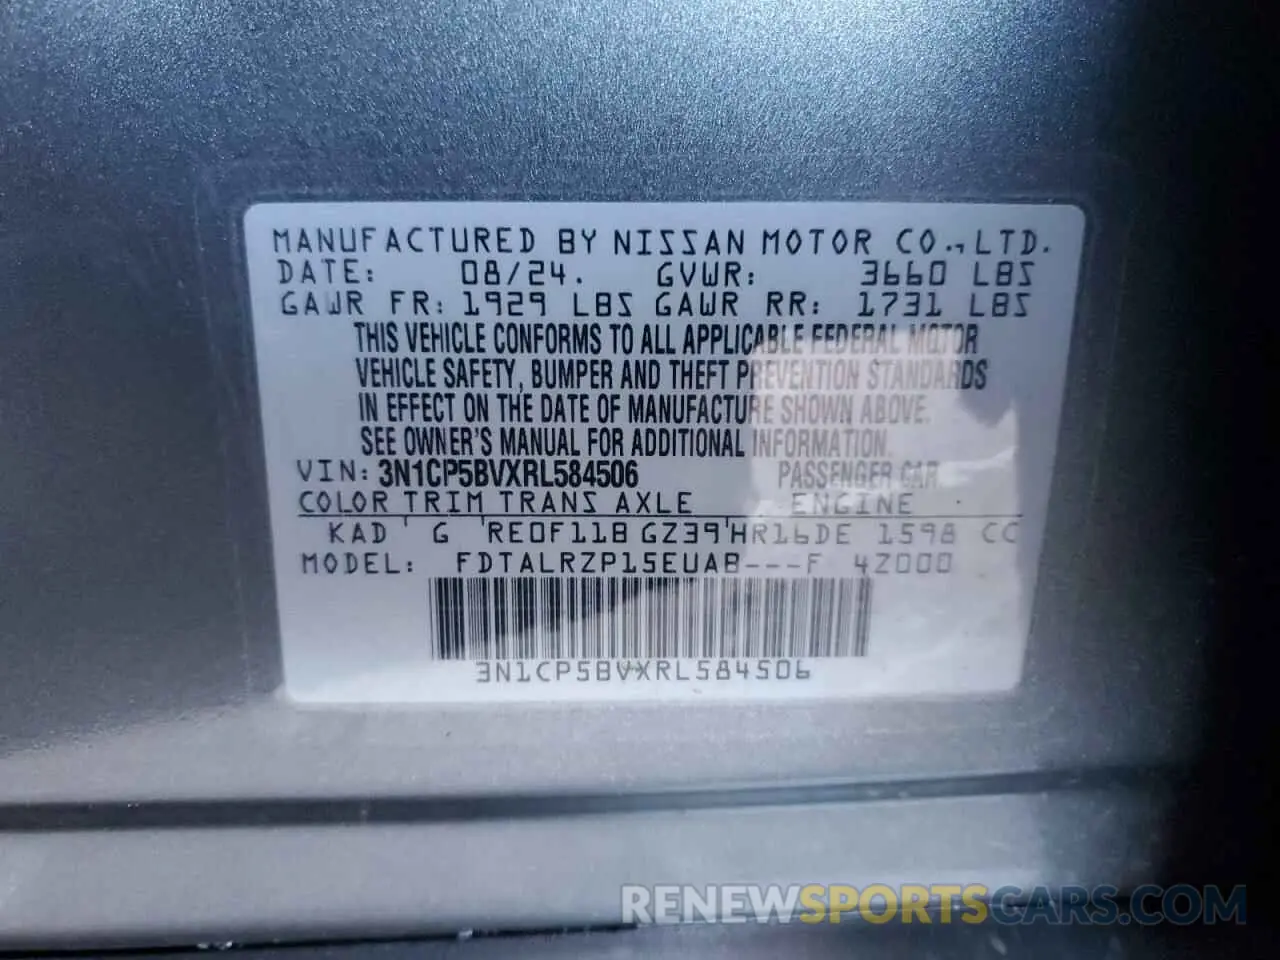 MANUFACTURED BY NISSAN MOTOR CO., LTD.
DATE: 08/24. GVWR: 3660 LBS
GAWR FR: 1929 LBS GAWR RR: 1731 LBS
THIS VEHICLE CONFORMS TO ALL APPLICABLE FEDERAL MOTOR
VEHICLE SAFETY, BUMPER AND THEFT PREVENTION STANDARDS
IN EFFECT ON THE DATE OF MANUFACTURE SHOWN ABOVE.
SEE OWNER'S MANUAL FOR ADDITIONAL INFORMATION.
VIN: 3N1CP5BVXRL584506 PASSENGER CAR
COLOR TRIM TRANS AXLE ENGINE
KAD G RE0F11B GZ39 HR16DE 1598 CC
MODEL: FDTALRZP15EUAB---F 4Z000
3N1CP5BVXRL584506
RENEWSPORTSCARS.COM